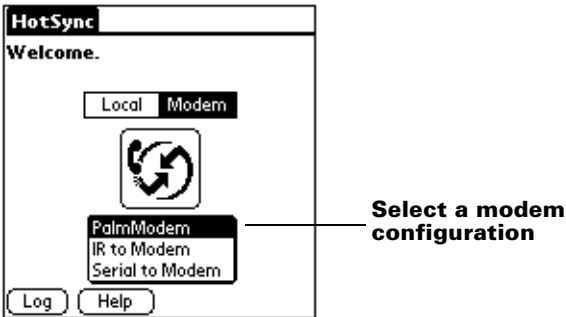 HotSync
Welcome.
Local Modem
PalmModem
IR to Modem
Serial to Modem
Select a modem
configuration
Log Help